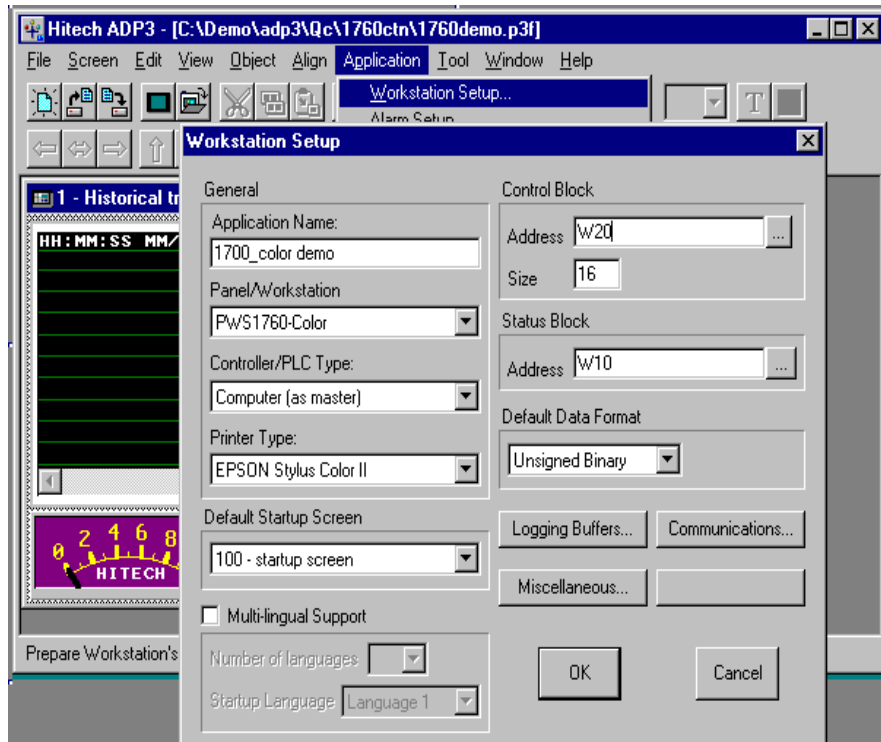 Hitech ADP3 - [C:\Demo\adp3\Qc\1760ctn\1760demo.p3f]
File Screen Edit View Object Align Application Tool Window Help
Workstation Setup...
Alarm Setup
T
Workstation Setup
1 - Historical tr
HH:MM:SS MM/
General
Application Name:
1700_color demo
Panel/Workstation
PWS1760-Color
Controller/PLC Type:
Computer (as master)
Printer Type:
EPSON Stylus Color II
Default Startup Screen
100 - startup screen
Multi-lingual Support
Number of languages
Startup Language Language 1
Control Block
Address W20 ...
Size 16
Status Block
Address W10 ...
Default Data Format
Unsigned Binary
Logging Buffers... Communications...
Miscellaneous...
OK Cancel
0 2 4 6 8
HITECH
Prepare Workstation's